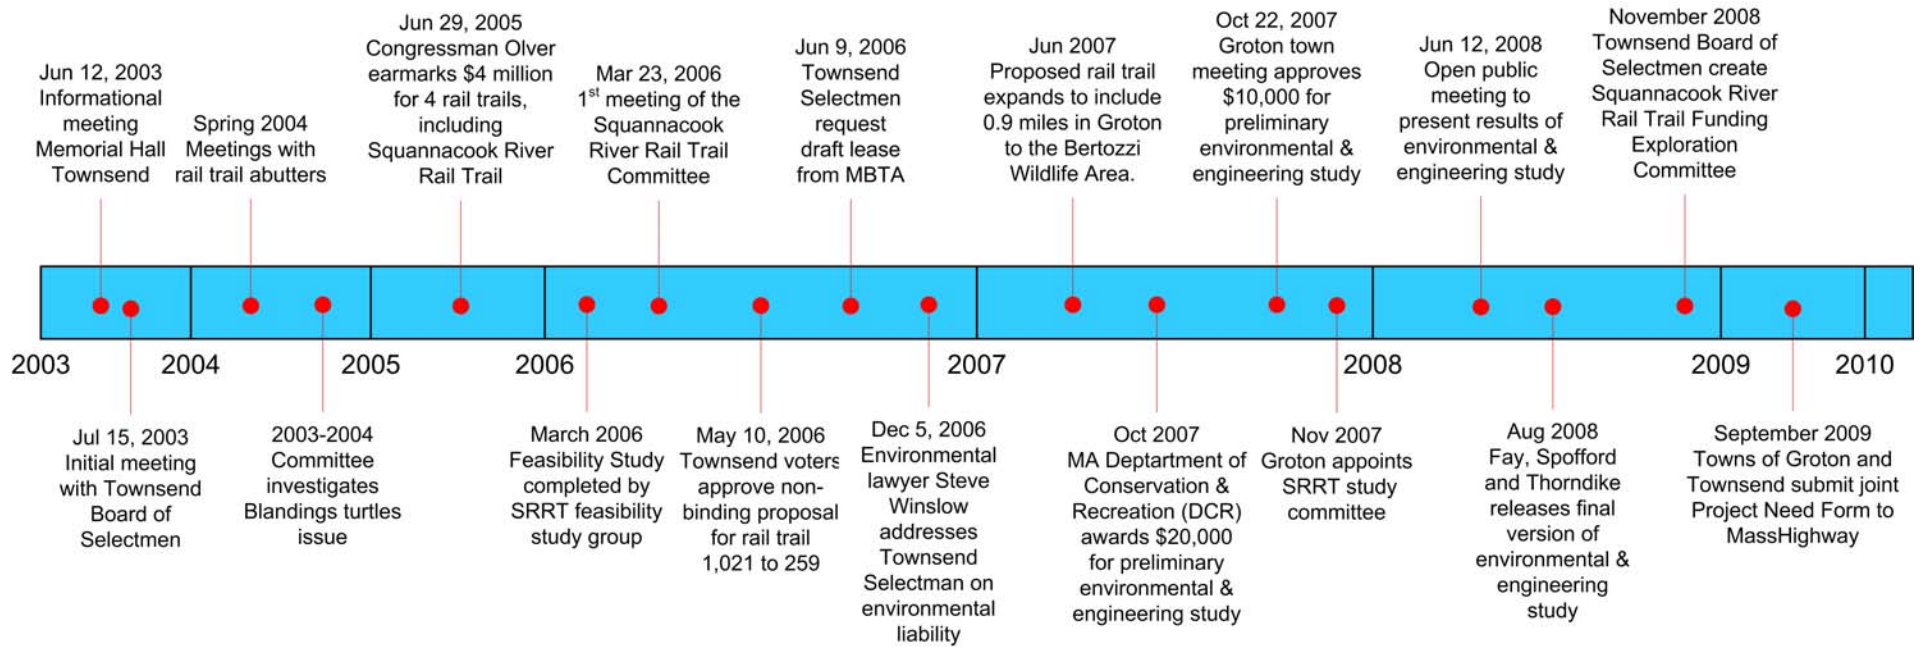 Jun 12, 2003
Informational
meeting
Memorial Hall
Townsend
Spring 2004
Meetings with
rail trail abutters
Jun 29, 2005
Congressman Olver
earmarks $4 million
for 4 rail trails,
including
Squannacook River
Rail Trail
Mar 23, 2006
1st meeting of the
Squannacook
River Rail Trail
Committee
Jun 9, 2006
Townsend
Selectmen
request
draft lease
from MBTA
Jun 2007
Proposed rail trail
expands to include
0.9 miles in Groton
to the Bertozzi
Wildlife Area.
Oct 22, 2007
Groton town
meeting approves
$10,000 for
preliminary
environmental &
engineering study
Jun 12, 2008
Open public
meeting to
present results of
environmental &
engineering study
November 2008
Townsend Board of
Selectmen create
Squannacook River
Rail Trail Funding
Exploration
Committee
2003
2004
2005
2006
2007
2008
2009
2010
Jul 15, 2003
Initial meeting
with Townsend
Board of
Selectmen
2003-2004
Committee
investigates
Blandings turtles
issue
March 2006
Feasibility Study
completed by
SRRT feasibility
study group
May 10, 2006
Townsend voters
approve non-
binding proposal
for rail trail
1,021 to 259
Dec 5, 2006
Environmental
lawyer Steve
Winslow
addresses
Townsend
Selectman on
environmental
liability
Oct 2007
MA Deptartment of
Conservation &
Recreation (DCR)
awards $20,000
for preliminary
environmental &
engineering study
Nov 2007
Groton appoints
SRRT study
committee
Aug 2008
Fay, Spofford
and Thorndike
releases final
version of
environmental &
engineering
study
September 2009
Towns of Groton and
Townsend submit joint
Project Need Form to
MassHighway